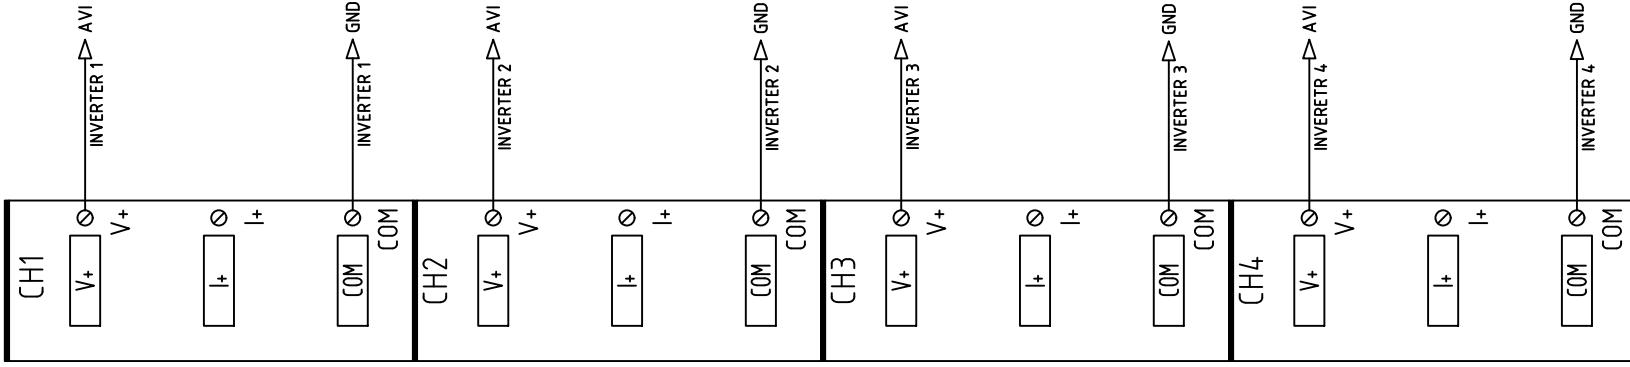 AVI
INVERTER 1
GND
INVERTER 1
AVI
INVERTER 2
GND
INVERTER 2
AVI
INVERTER 3
GND
INVERTER 3
AVI
INVERETR 4
GND
INVERTER 4
CH1
V+
V+
I+
I+
COM
COM
CH2
V+
V+
I+
I+
COM
COM
CH3
V+
V+
I+
I+
COM
COM
CH4
V+
V+
I+
I+
COM
COM